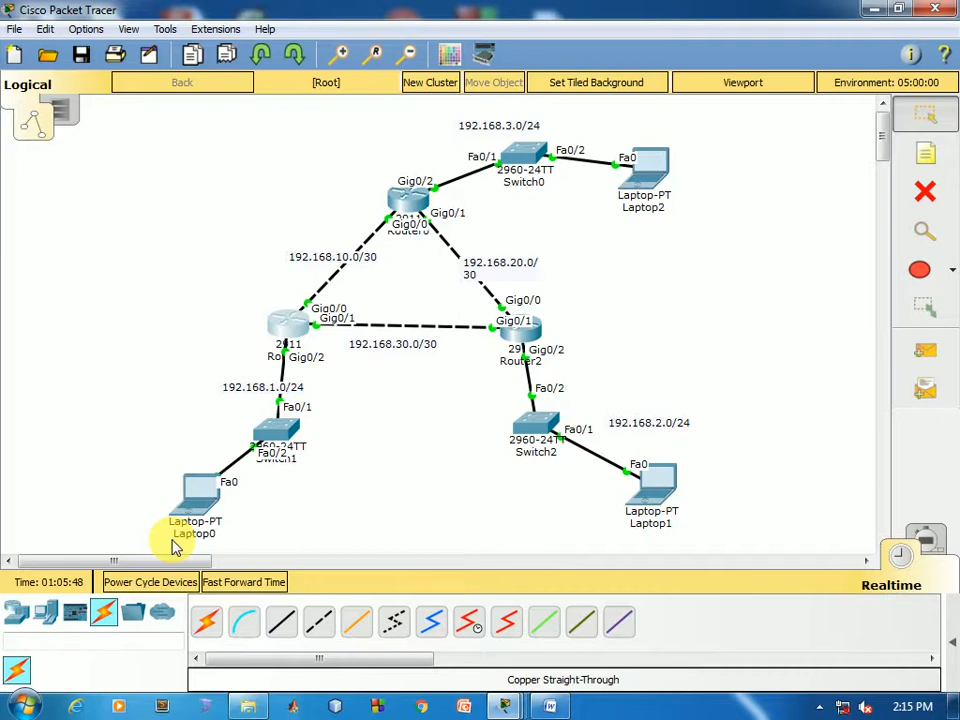 Cisco Packet Tracer
File Edit Options View Tools Extensions Help
Logical Back [Root] New Cluster Move Object Set Tiled Background Viewport Environment: 05:00:00
192.168.3.0/24
Fa0/1
Fa0/2
Fa0
2960-24TT
Switch0
Laptop-PT
Laptop2
Gig0/2
Gig0/1
Gig0/0
192.168.10.0/30
192.168.20.0/
30
Gig0/0
Gig0/1
Gig0/0
Gig0/1
192.168.30.0/30
2911
Gig0/2
Gig0/2
Router2
192.168.1.0/24
Fa0/1
Fa0/2
2960-24TT
Fa0/2
Fa0/1
192.168.2.0/24
2960-24TT
Switch2
Fa0
Fa0
Laptop-PT
Laptop0
Laptop-PT
Laptop1
Time: 01:05:48 Power Cycle Devices Fast Forward Time
Realtime
Copper Straight-Through
2:15 PM